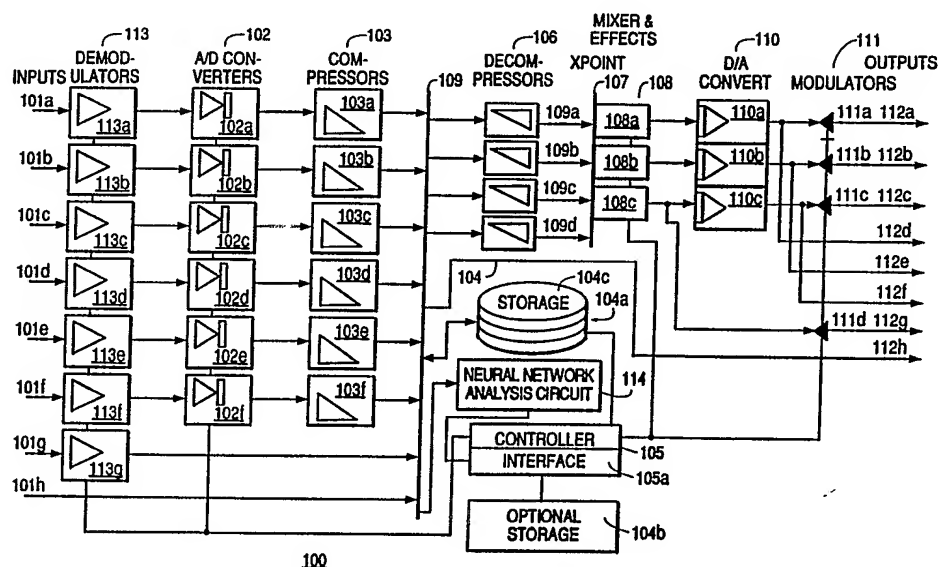 MIXER &
EFFECTS
113
102
103
106
XPOINT
110
111
OUTPUTS
DEMOD-
ULATORS
A/D CON-
VERTERS
COM-
PRESSORS
DECOM-
PRESSORS
107
108
D/A
CONVERT
MODULATORS
INPUTS
109
101a
113a
102a
103a
109a
108a
110a
111a 112a
101b
113b
102b
103b
109b
108b
110b
111b 112b
101c
113c
102c
103c
109c
108c
110c
111c 112c
109d
112d
101d
113d
102d
103d
104
104c
STORAGE
104a
112e
112f
101e
113e
102e
103e
111d 112g
112h
101f
113f
102f
103f
NEURAL NETWORK
ANALYSIS CIRCUIT
114
101g
113g
CONTROLLER
105
INTERFACE
105a
101h
OPTIONAL
STORAGE
104b
100